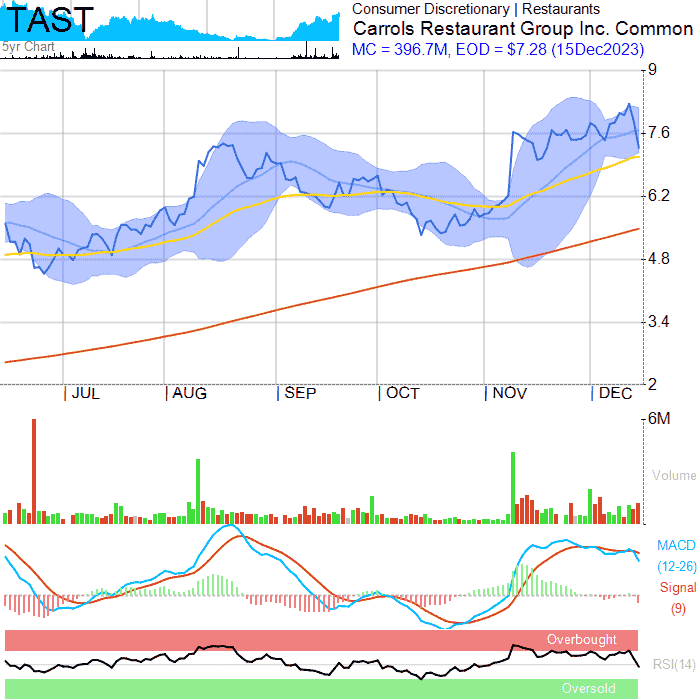 TAST
5yr Chart
Consumer Discretionary | Restaurants
Carrols Restaurant Group Inc. Common
MC = 396.7M, EOD = $7.28 (15Dec2023)
9
7.6
6.2
4.8
3.4
2
JUL
AUG
SEP
OCT
NOV
DEC
6M
Volume
MACD
(12-26)
Signal
(9)
Overbought
RSI(14)
Oversold